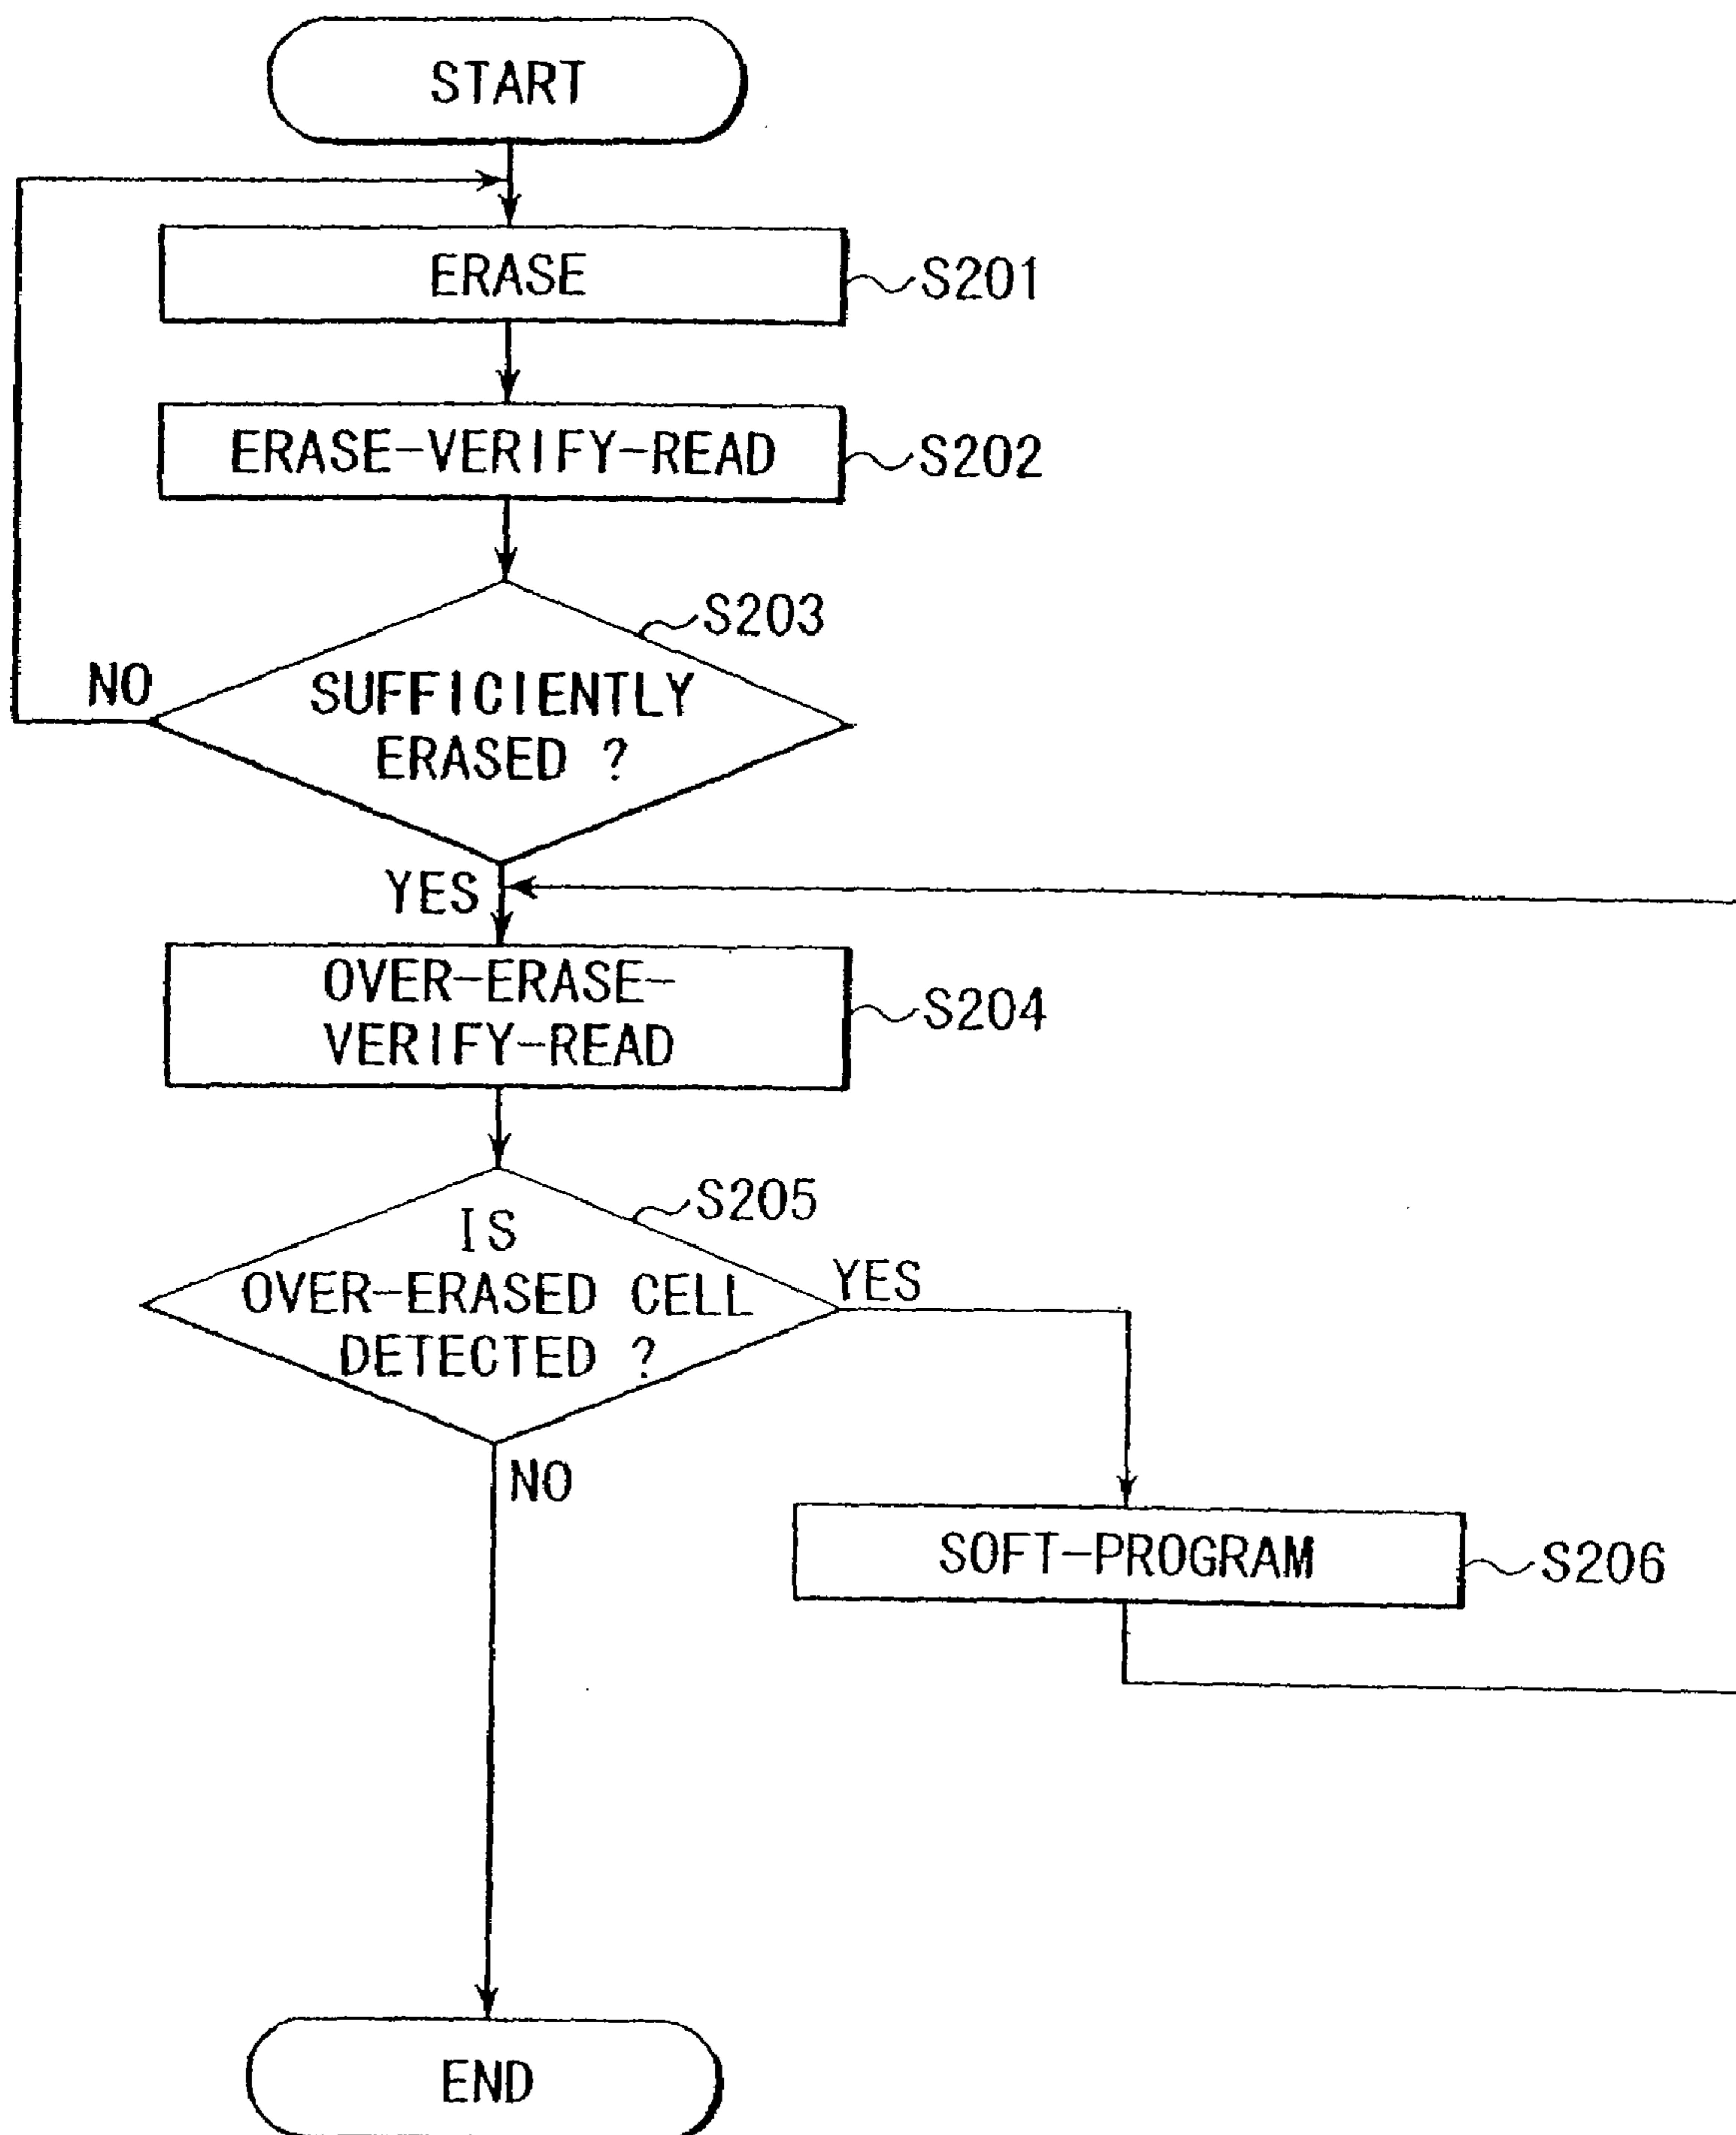 START
ERASE
S201
ERASE-VERIFY-READ
S202
S203
NO
SUFFICIENTLY
ERASED ?
YES
OVER-ERASE-
VERIFY-READ
S204
S205
IS
OVER-ERASED CELL
DETECTED ?
YES
NO
SOFT-PROGRAM
S206
END